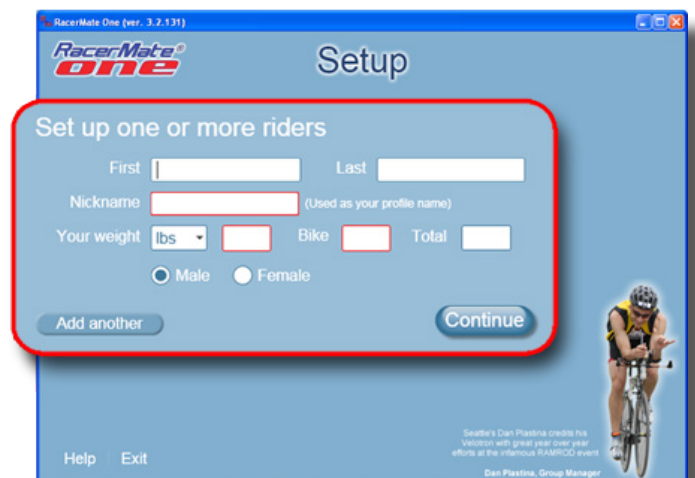 RacerMate One (ver. 3.2.131)
RacerMate®
one
Setup
Set up one or more riders
First Last
Nickname (Used as your profile name)
Your weight lbs Bike Total
Male Female
Add another Continue
Seattle's Dan Plastina credits his
Velotron with great year over year
efforts at the infamous RAMROD event
Help Exit
Dan Plastina, Group Manager